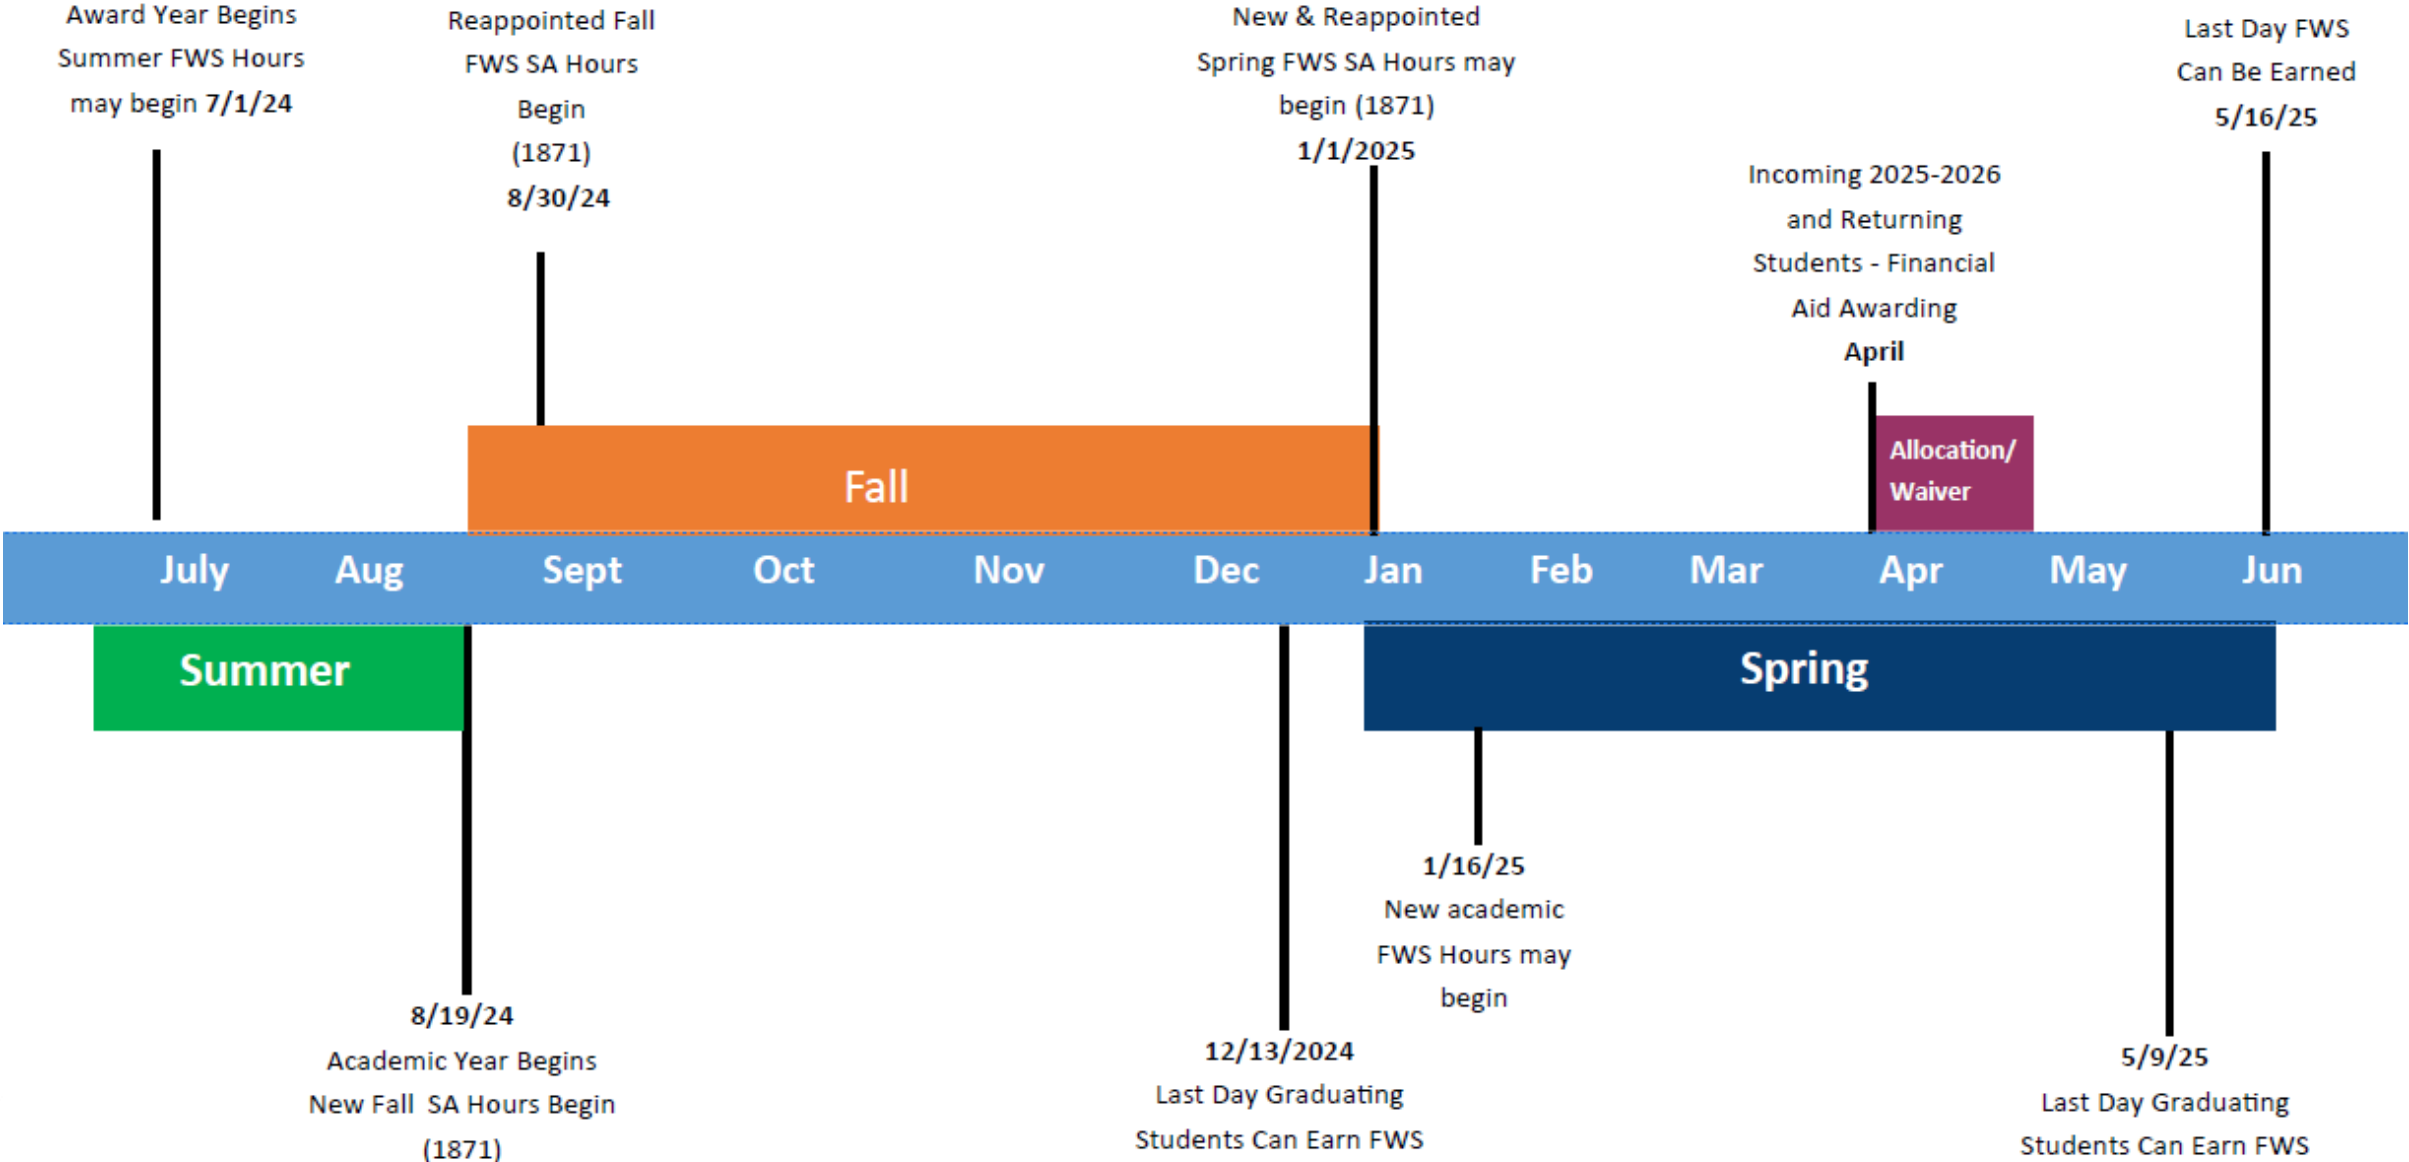 Award Year Begins
Summer FWS Hours
may begin 7/1/24
Reappointed Fall
FWS SA Hours
Begin
(1871)
8/30/24
New & Reappointed
Spring FWS SA Hours may
begin (1871)
1/1/2025
Incoming 2025-2026
and Returning
Students - Financial
Aid Awarding
April
Last Day FWS
Can Be Earned
5/16/25
Fall
Allocation/
Waiver
July Aug Sept Oct Nov Dec Jan Feb Mar Apr May Jun
Summer
Spring
8/19/24
Academic Year Begins
New Fall SA Hours Begin
(1871)
12/13/2024
Last Day Graduating
Students Can Earn FWS
1/16/25
New academic
FWS Hours may
begin
5/9/25
Last Day Graduating
Students Can Earn FWS